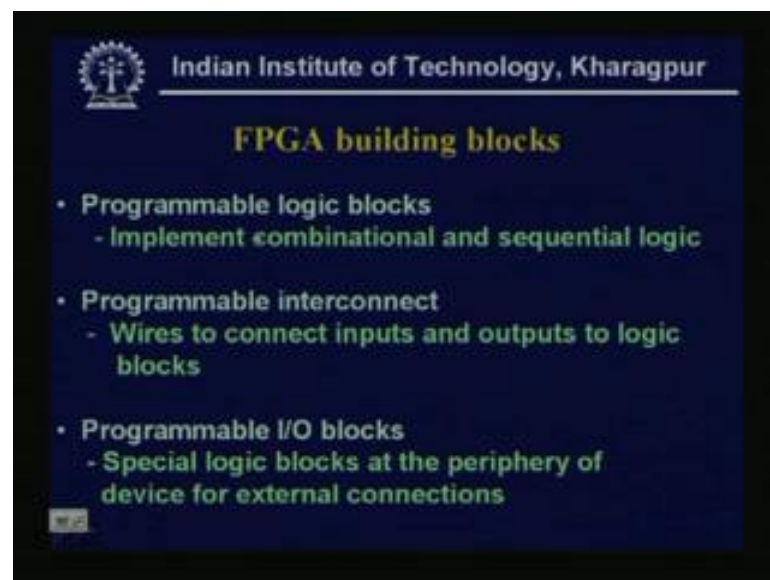 Indian Institute of Technology, Kharagpur
FPGA building blocks
• Programmable logic blocks
- Implement combinational and sequential logic
• Programmable interconnect
- Wires to connect inputs and outputs to logic
blocks
• Programmable I/O blocks
- Special logic blocks at the periphery of
device for external connections